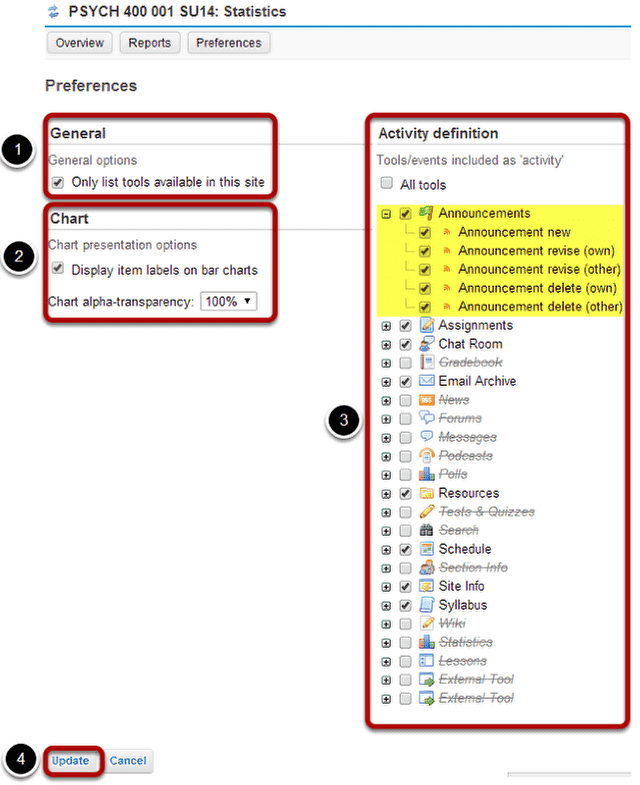 PSYCH 400 001 SU14: Statistics
Overview Reports Preferences
Preferences
1
General
General options
Only list tools available in this site
2
Chart
Chart presentation options
Display item labels on bar charts
Chart alpha-transparency: 100%
3
Activity definition
Tools/events included as 'activity'
All tools
Announcements
Announcement new
Announcement revise (own)
Announcement revise (other)
Announcement delete (own)
Announcement delete (other)
Assignments
Chat Room
Gradebook
Email Archive
News
Forums
Messages
Podcasts
Polls
Resources
Tests & Quizzes
Search
Schedule
Section Info
Site Info
Syllabus
Wiki
Statistics
Lessons
External Tool
External Tool
4
Update Cancel